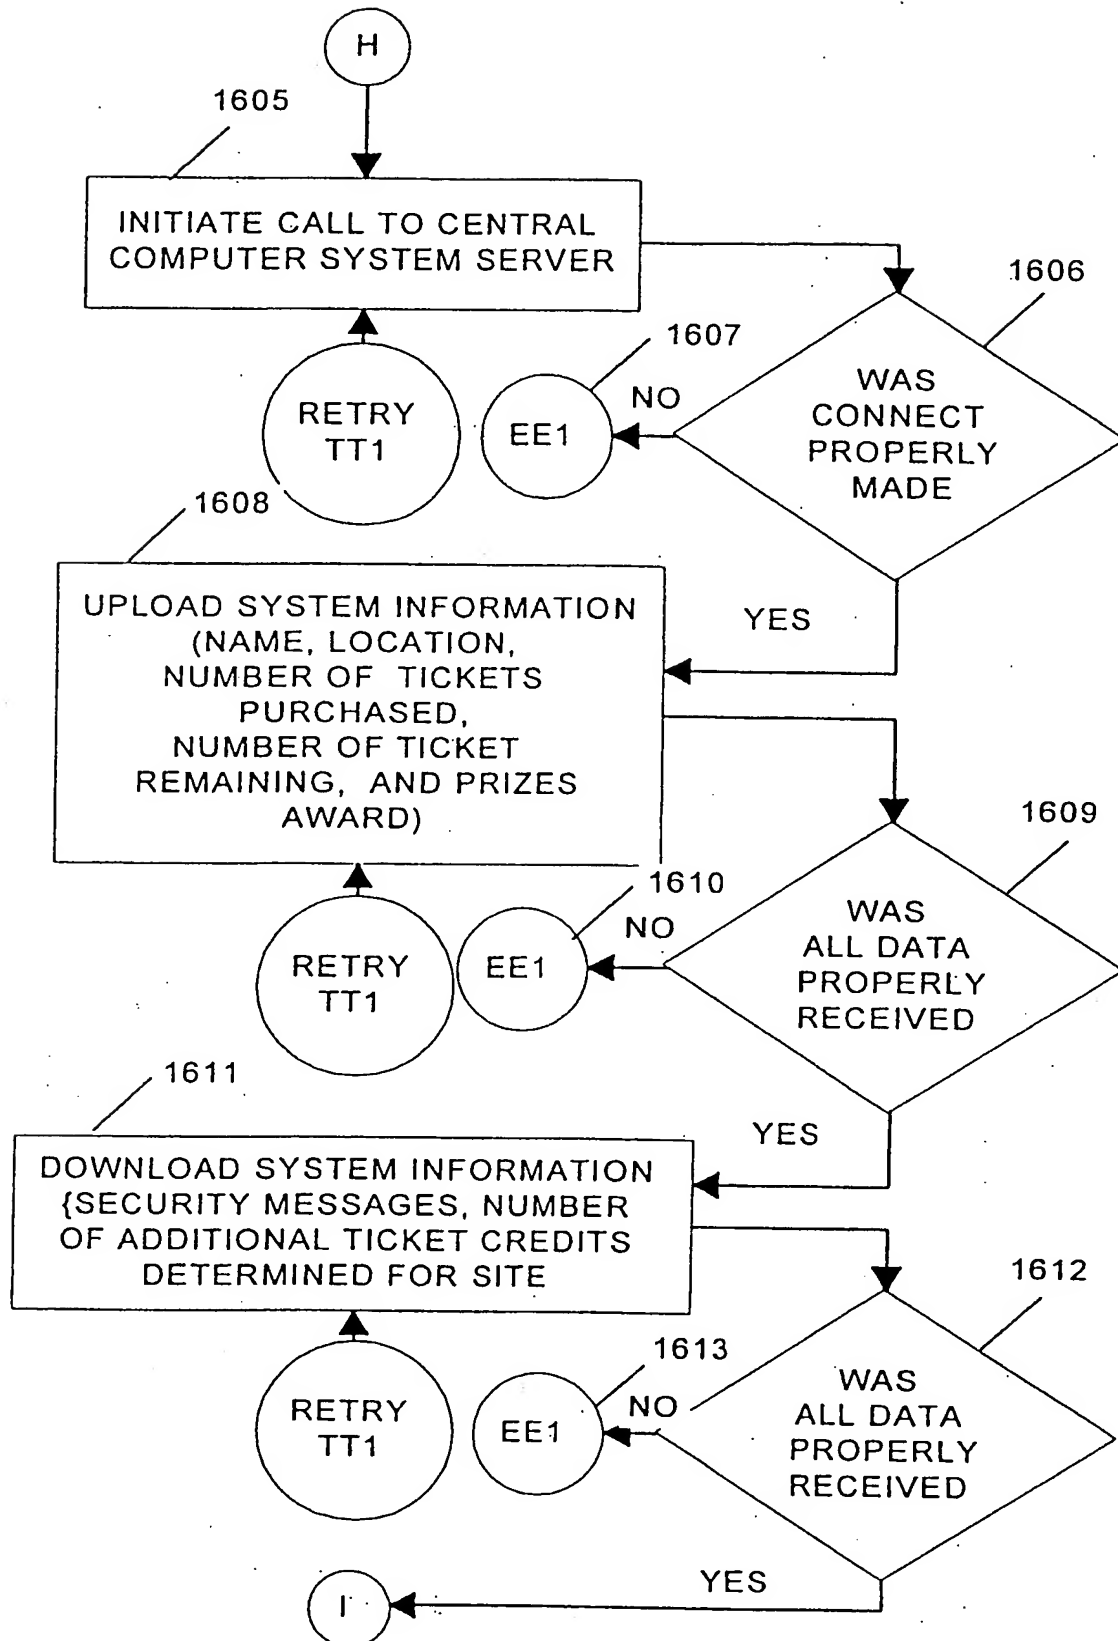 H
1605
INITIATE CALL TO CENTRAL
COMPUTER SYSTEM SERVER
1606
1607
WAS
CONNECT
PROPERLY
MADE
NO
EE1
RETRY
TT1
1608
YES
UPLOAD SYSTEM INFORMATION
(NAME, LOCATION,
NUMBER OF TICKETS
PURCHASED,
NUMBER OF TICKET
REMAINING, AND PRIZES
AWARD)
1609
1610
WAS
ALL DATA
PROPERLY
RECEIVED
NO
EE1
RETRY
TT1
1611
YES
DOWNLOAD SYSTEM INFORMATION
{SECURITY MESSAGES, NUMBER
OF ADDITIONAL TICKET CREDITS
DETERMINED FOR SITE
1612
1613
WAS
ALL DATA
PROPERLY
RECEIVED
NO
EE1
RETRY
TT1
YES
I